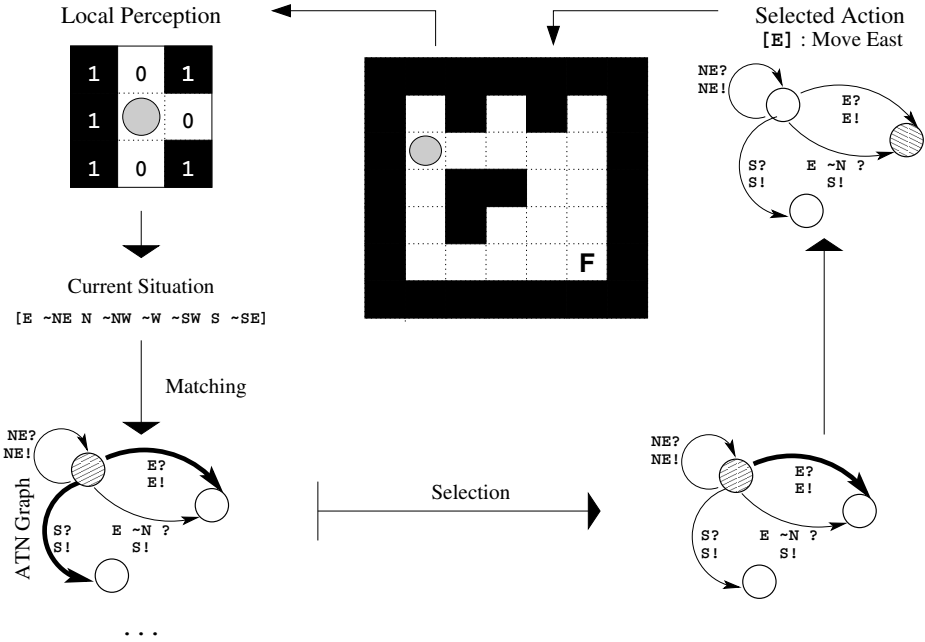 Local Perception
1 0 1
1 0
1 0 1
Current Situation
[E ~NE N ~NW ~W ~SW S ~SE]
Matching
NE?
NE!
E?
E!
S?
S!
E ~N ?
S!
ATN Graph
. . .
F
Selection
Selected Action
[E] : Move East
NE?
NE!
E?
E!
S?
S!
E ~N ?
S!
NE?
NE!
E?
E!
S?
S!
E ~N ?
S!